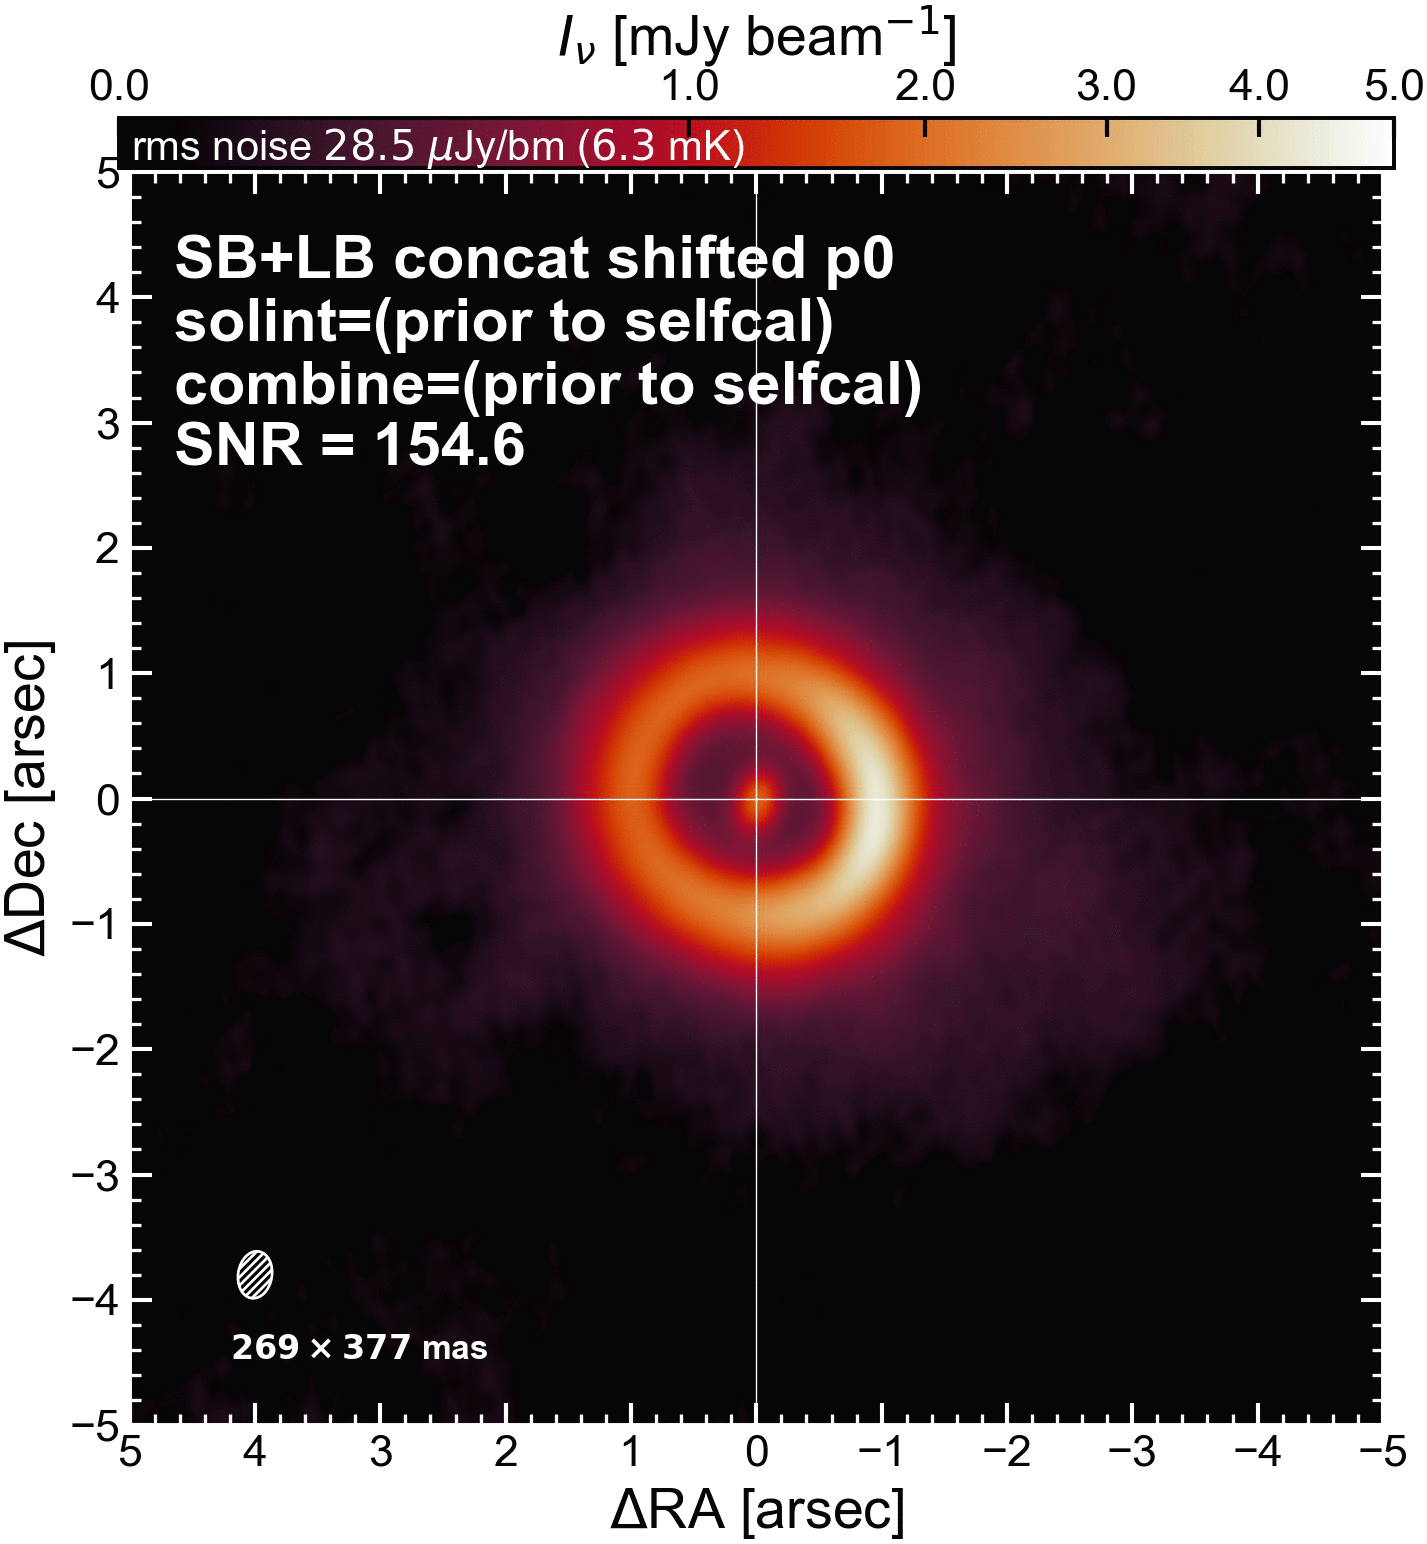 I_ν [mJy beam⁻¹]
0.0 1.0 2.0 3.0 4.0 5.0
rms noise 28.5 μJy/bm (6.3 mK)
SB+LB concat shifted p0
solint=(prior to selfcal)
combine=(prior to selfcal)
SNR = 154.6
5
4
3
2
1
0
−1
−2
−3
−4
−5
ΔDec [arsec]
269 × 377 mas
5 4 3 2 1 0 −1 −2 −3 −4 −5
ΔRA [arsec]